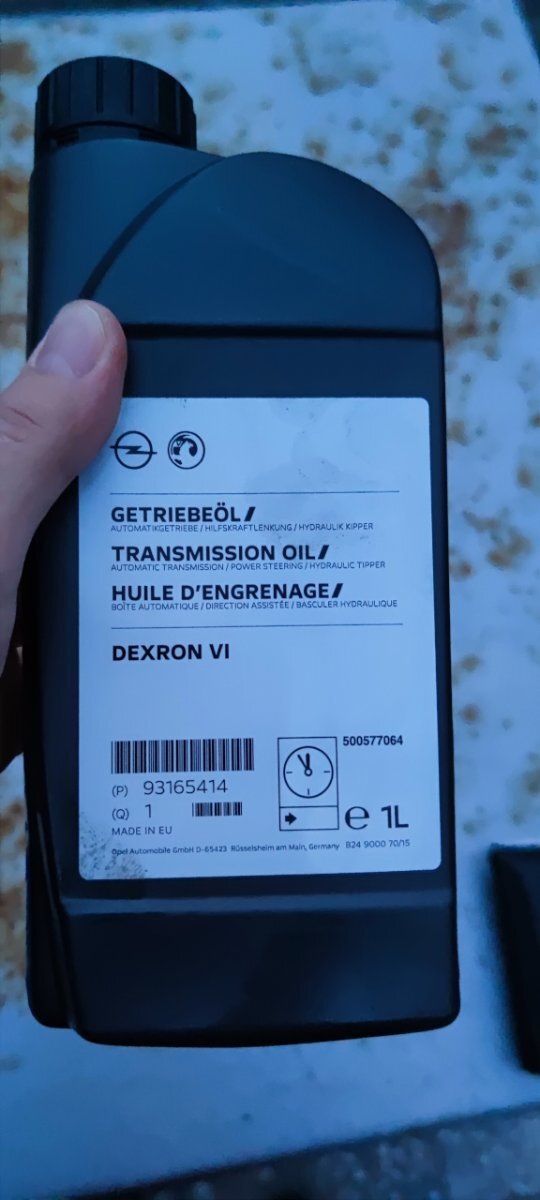 GETRIEBEÖL/
AUTOMATIKGETRIEBE / HILFSKRAFTLENKUNG / HYDRAULIK KIPPER
TRANSMISSION OIL/
AUTOMATIC TRANSMISSION / POWER STEERING / HYDRAULIC TIPPER
HUILE D'ENGRENAGE/
BOÎTE AUTOMATIQUE / DIRECTION ASSISTÉE / BASCULER HYDRAULIQUE
DEXRON VI
500577064
(P) 93165414
(Q) 1
MADE IN EU
e 1L
Opel Automobile GmbH D-65423 Rüsselsheim am Main, Germany B24 9000 70/15